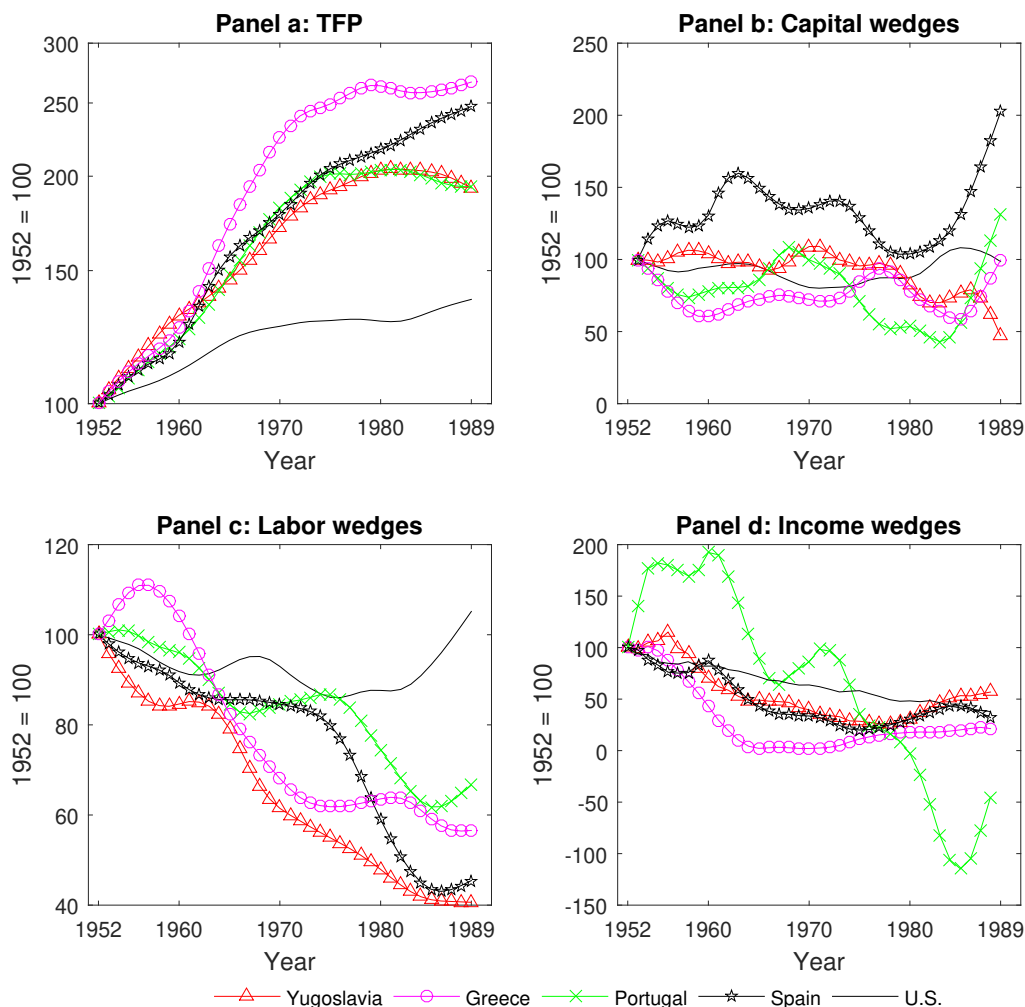 Panel a: TFP
300
250
200
150
100
1952 = 100
1952
1960
1970
1980
1989
Year
Panel b: Capital wedges
250
200
150
100
50
0
1952 = 100
1952
1960
1970
1980
1989
Year
Panel c: Labor wedges
120
100
80
60
40
1952 = 100
1952
1960
1970
1980
1989
Year
Panel d: Income wedges
200
150
100
50
0
-50
-100
-150
1952 = 100
1952
1960
1970
1980
1989
Year
Yugoslavia
Greece
Portugal
Spain
U.S.